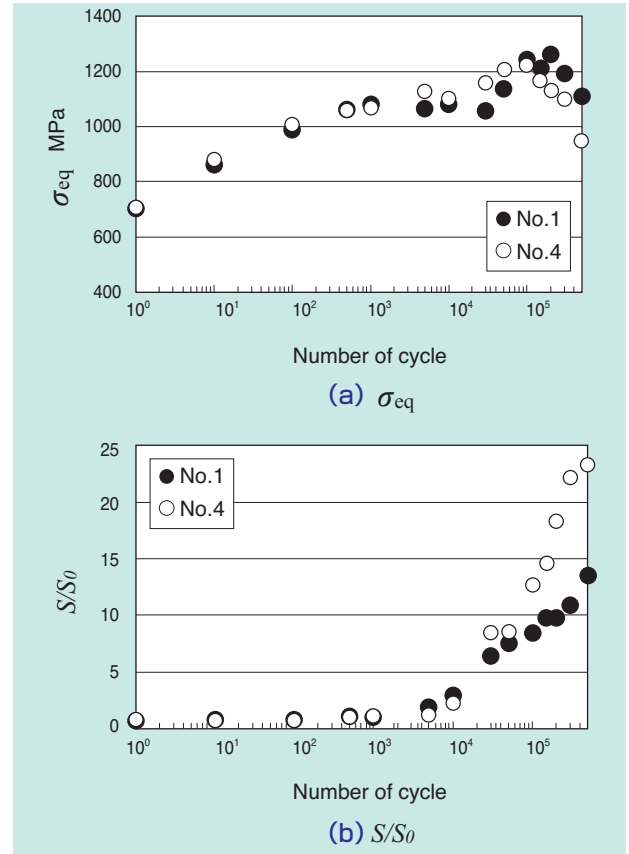 1400
1200
1000
800
600
400
σeq MPa
No.1
No.4
10⁰ 10¹ 10² 10³ 10⁴ 10⁵
Number of cycle
(a) σeq
25
20
15
10
5
0
S/S0
No.1
No.4
10⁰ 10¹ 10² 10³ 10⁴ 10⁵
Number of cycle
(b) S/S0